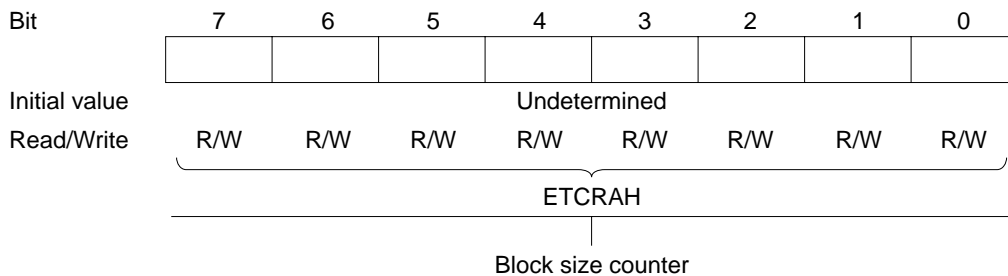 Bit 7 6 5 4 3 2 1 0
Initial value Undetermined
Read/Write R/W R/W R/W R/W R/W R/W R/W R/W
ETCRAH
Block size counter